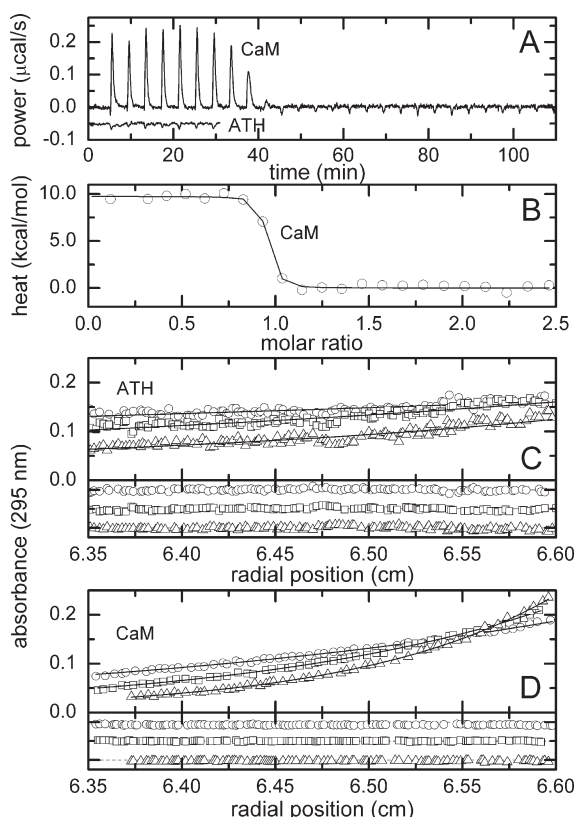 power (μcal/s)
0.2
0.1
0.0
-0.1
CaM
ATH
A
0 20 40 60 80 100
time (min)
heat (kcal/mol)
10.0
5.0
0.0
CaM
B
0.0 0.5 1.0 1.5 2.0 2.5
molar ratio
absorbance (295 nm)
0.2
0.1
0.0
ATH
C
6.35 6.40 6.45 6.50 6.55 6.60
radial position (cm)
0.2
0.1
0.0
CaM
D
6.35 6.40 6.45 6.50 6.55 6.60
radial position (cm)